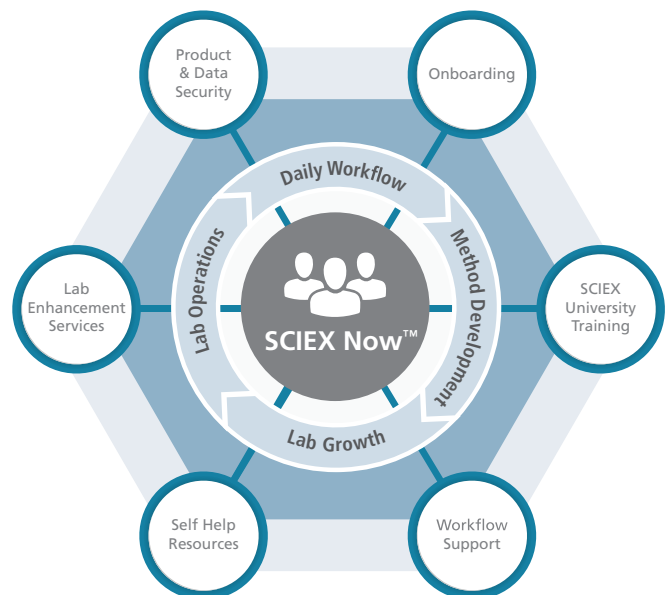 Product
& Data
Security
Onboarding
Daily Workflow
Lab Operations
Method Development
Lab
Enhancement
Services
SCIEX Now™
SCIEX
University
Training
Lab Growth
Self Help
Resources
Workflow
Support